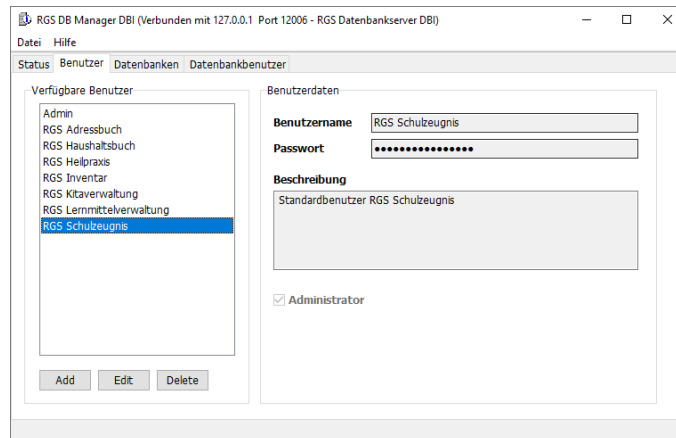 RGS DB Manager DBI (Verbunden mit 127.0.0.1 Port 12006 - RGS Datenbankserver DBI)
Datei Hilfe
Status Benutzer Datenbanken Datenbankbenutzer
Verfügbare Benutzer
Admin
RGS Adressbuch
RGS Haushaltsbuch
RGS Heilpraxis
RGS Inventar
RGS Kitaverwaltung
RGS Lernmittelverwaltung
RGS Schulzeugnis
Add Edit Delete
Benutzerdaten
Benutzername RGS Schulzeugnis
Passwort ••••••••••••••••
Beschreibung
Standardbenutzer RGS Schulzeugnis
Administrator